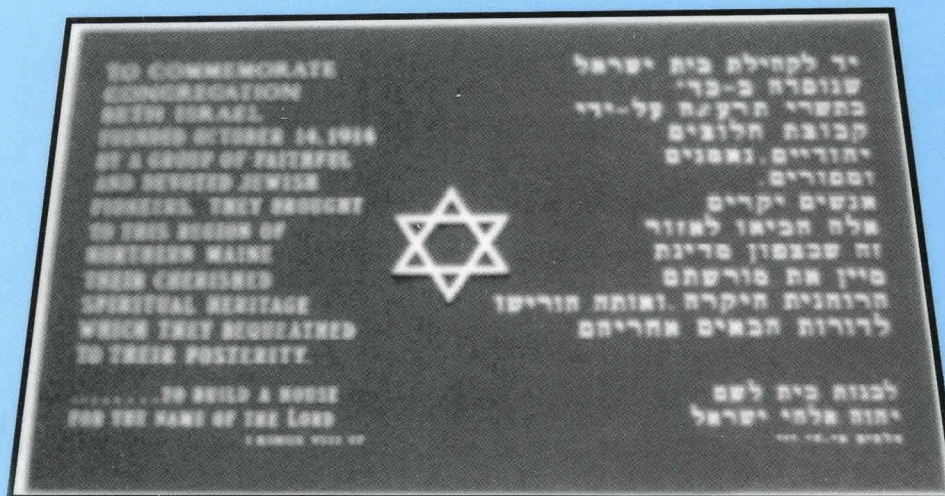 TO COMMEMORATE
CONGREGATION
BETH ISRAEL
FOUNDED OCTOBER 14, 1914
BY A GROUP OF FAITHFUL
AND DEVOTED JEWISH
PIONEERS. THEY BROUGHT
TO THIS REGION OF
NORTHERN MAINE
THEIR CHERISHED
SPIRITUAL HERITAGE
WHICH THEY BEQUEATHED
TO THEIR POSTERITY.
.........TO BUILD A HOUSE
FOR THE NAME OF THE LORD
יד לקהילת בית ישראל
שנוסדה
בתשרי על-ידי
קבוצת חלוצים
יהודיים, נאמנים
ומסורים.
אנשים יקרים
אלה הביאו לאזור
זה שבצפון מדינת
מיין את מורשתם
הרוחנית היקרה, ואותה הורישו
לדורות הבאים אחריהם
לבנות בית לשם
יהוה אלהי ישראל